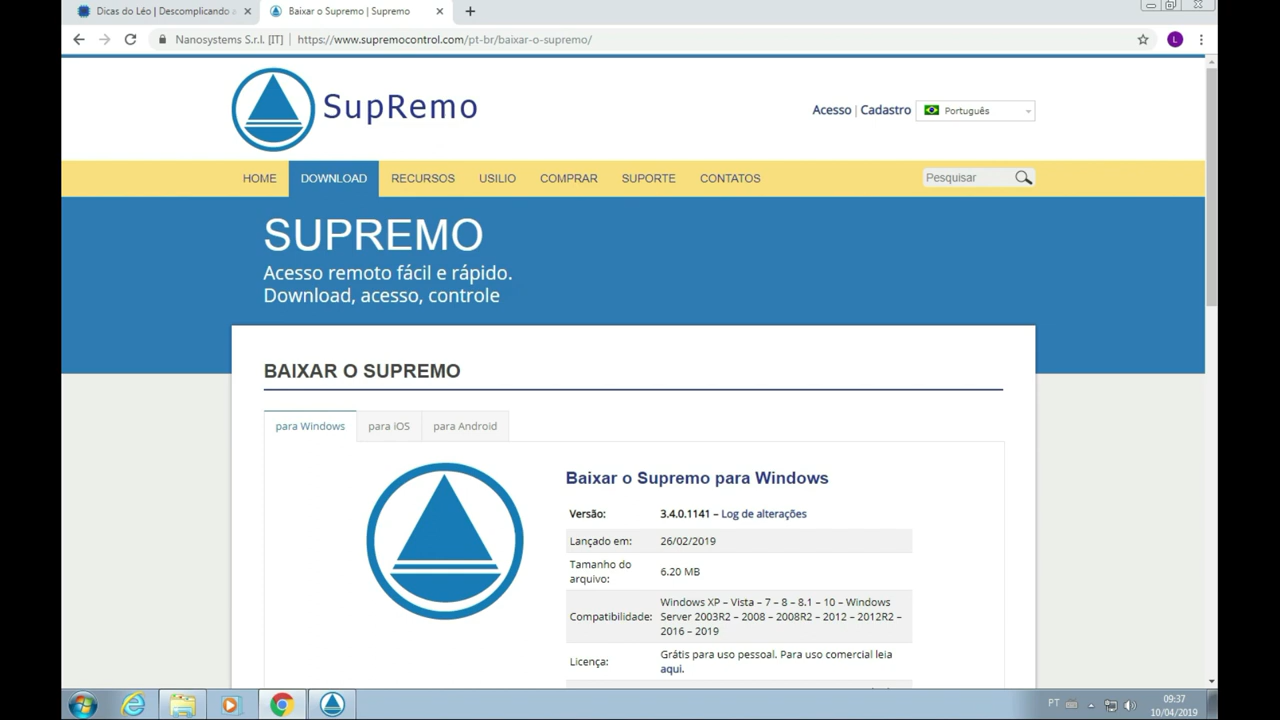 Dicas do Léo | Descomplicando
Baixar o Supremo | Supremo
Nanosystems S.r.l. [IT] | https://www.supremocontrol.com/pt-br/baixar-o-supremo/
L
SupRemo
Acesso | Cadastro
Português
HOME DOWNLOAD RECURSOS USILIO COMPRAR SUPORTE CONTATOS
Pesquisar
SUPREMO
Acesso remoto fácil e rápido.
Download, acesso, controle
BAIXAR O SUPREMO
para Windows para iOS para Android
Baixar o Supremo para Windows
Versão: 3.4.0.1141 – Log de alterações
Lançado em: 26/02/2019
Tamanho do
arquivo: 6.20 MB
Compatibilidade: Windows XP – Vista – 7 – 8 – 8.1 – 10 – Windows
Server 2003R2 – 2008 – 2008R2 – 2012 – 2012R2 –
2016 – 2019
Licença: Grátis para uso pessoal. Para uso comercial leia
aqui.
PT
09:37
10/04/2019